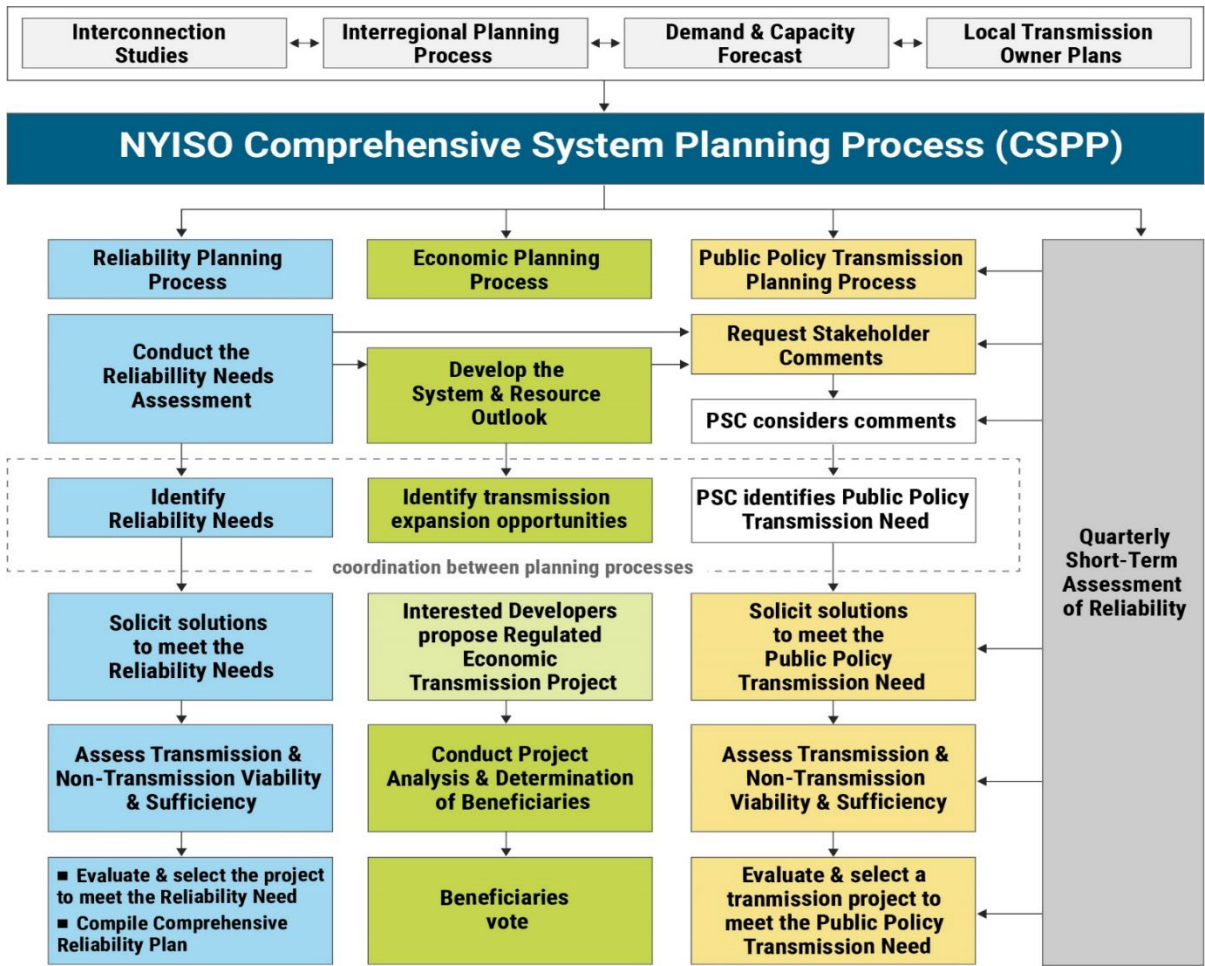 Interconnection
Studies
Interregional Planning
Process
Demand & Capacity
Forecast
Local Transmission
Owner Plans
NYISO Comprehensive System Planning Process (CSPP)
Reliability Planning
Process
Economic Planning
Process
Public Policy Transmission
Planning Process
Conduct the
Reliabillity Needs
Assessment
Develop the
System & Resource
Outlook
Request Stakeholder
Comments
PSC considers comments
Identify
Reliability Needs
Identify transmission
expansion opportunities
PSC identifies Public Policy
Transmission Need
coordination between planning processes
Quarterly
Short-Term
Assessment
of Reliability
Solicit solutions
to meet the
Reliability Needs
Interested Developers
propose Regulated
Economic
Transmission Project
Solicit solutions
to meet the
Public Policy
Transmission Need
Assess Transmission &
Non-Transmission Viability
& Sufficiency
Conduct Project
Analysis & Determination
of Beneficiaries
Assess Transmission &
Non-Transmission
Viability & Sufficiency
■ Evaluate & select the project
to meet the Reliability Need
■ Compile Comprehensive
Reliability Plan
Beneficiaries
vote
Evaluate & select a
tranmission project to
meet the Public Policy
Transmission Need